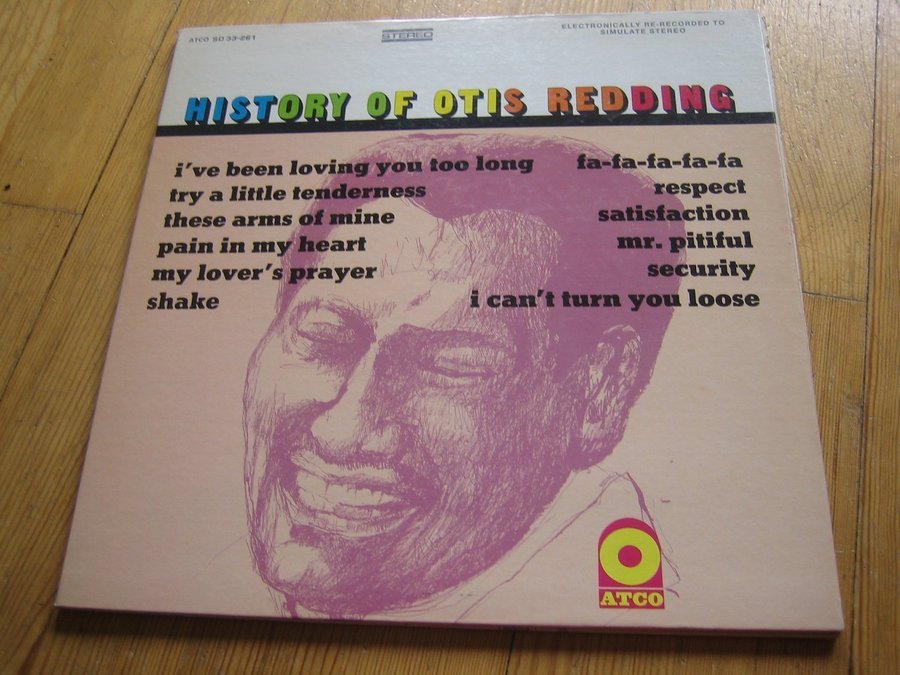 ATCO SD 33-261
STEREO
ELECTRONICALLY RE-RECORDED TO
SIMULATE STEREO
HISTORY OF OTIS REDDING
i've been loving you too long
try a little tenderness
these arms of mine
pain in my heart
my lover's prayer
shake
fa-fa-fa-fa-fa
respect
satisfaction
mr. pitiful
security
i can't turn you loose
ATCO